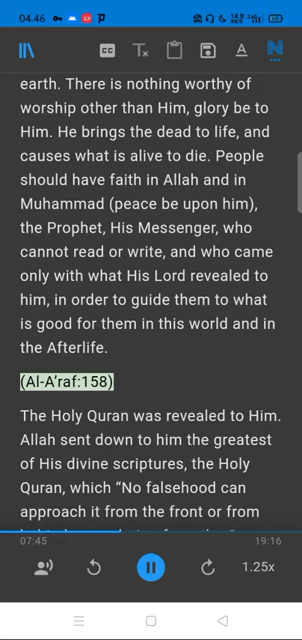 04.46
14.0
CC
A
N
earth. There is nothing worthy of
worship other than Him, glory be to
Him. He brings the dead to life, and
causes what is alive to die. People
should have faith in Allah and in
Muhammad (peace be upon him),
the Prophet, His Messenger, who
cannot read or write, and who came
only with what His Lord revealed to
him, in order to guide them to what
is good for them in this world and in
the Afterlife.
(Al-A'raf:158)
The Holy Quran was revealed to Him.
Allah sent down to him the greatest
of His divine scriptures, the Holy
Quran, which “No falsehood can
approach it from the front or from
07:45
19:16
1.25x